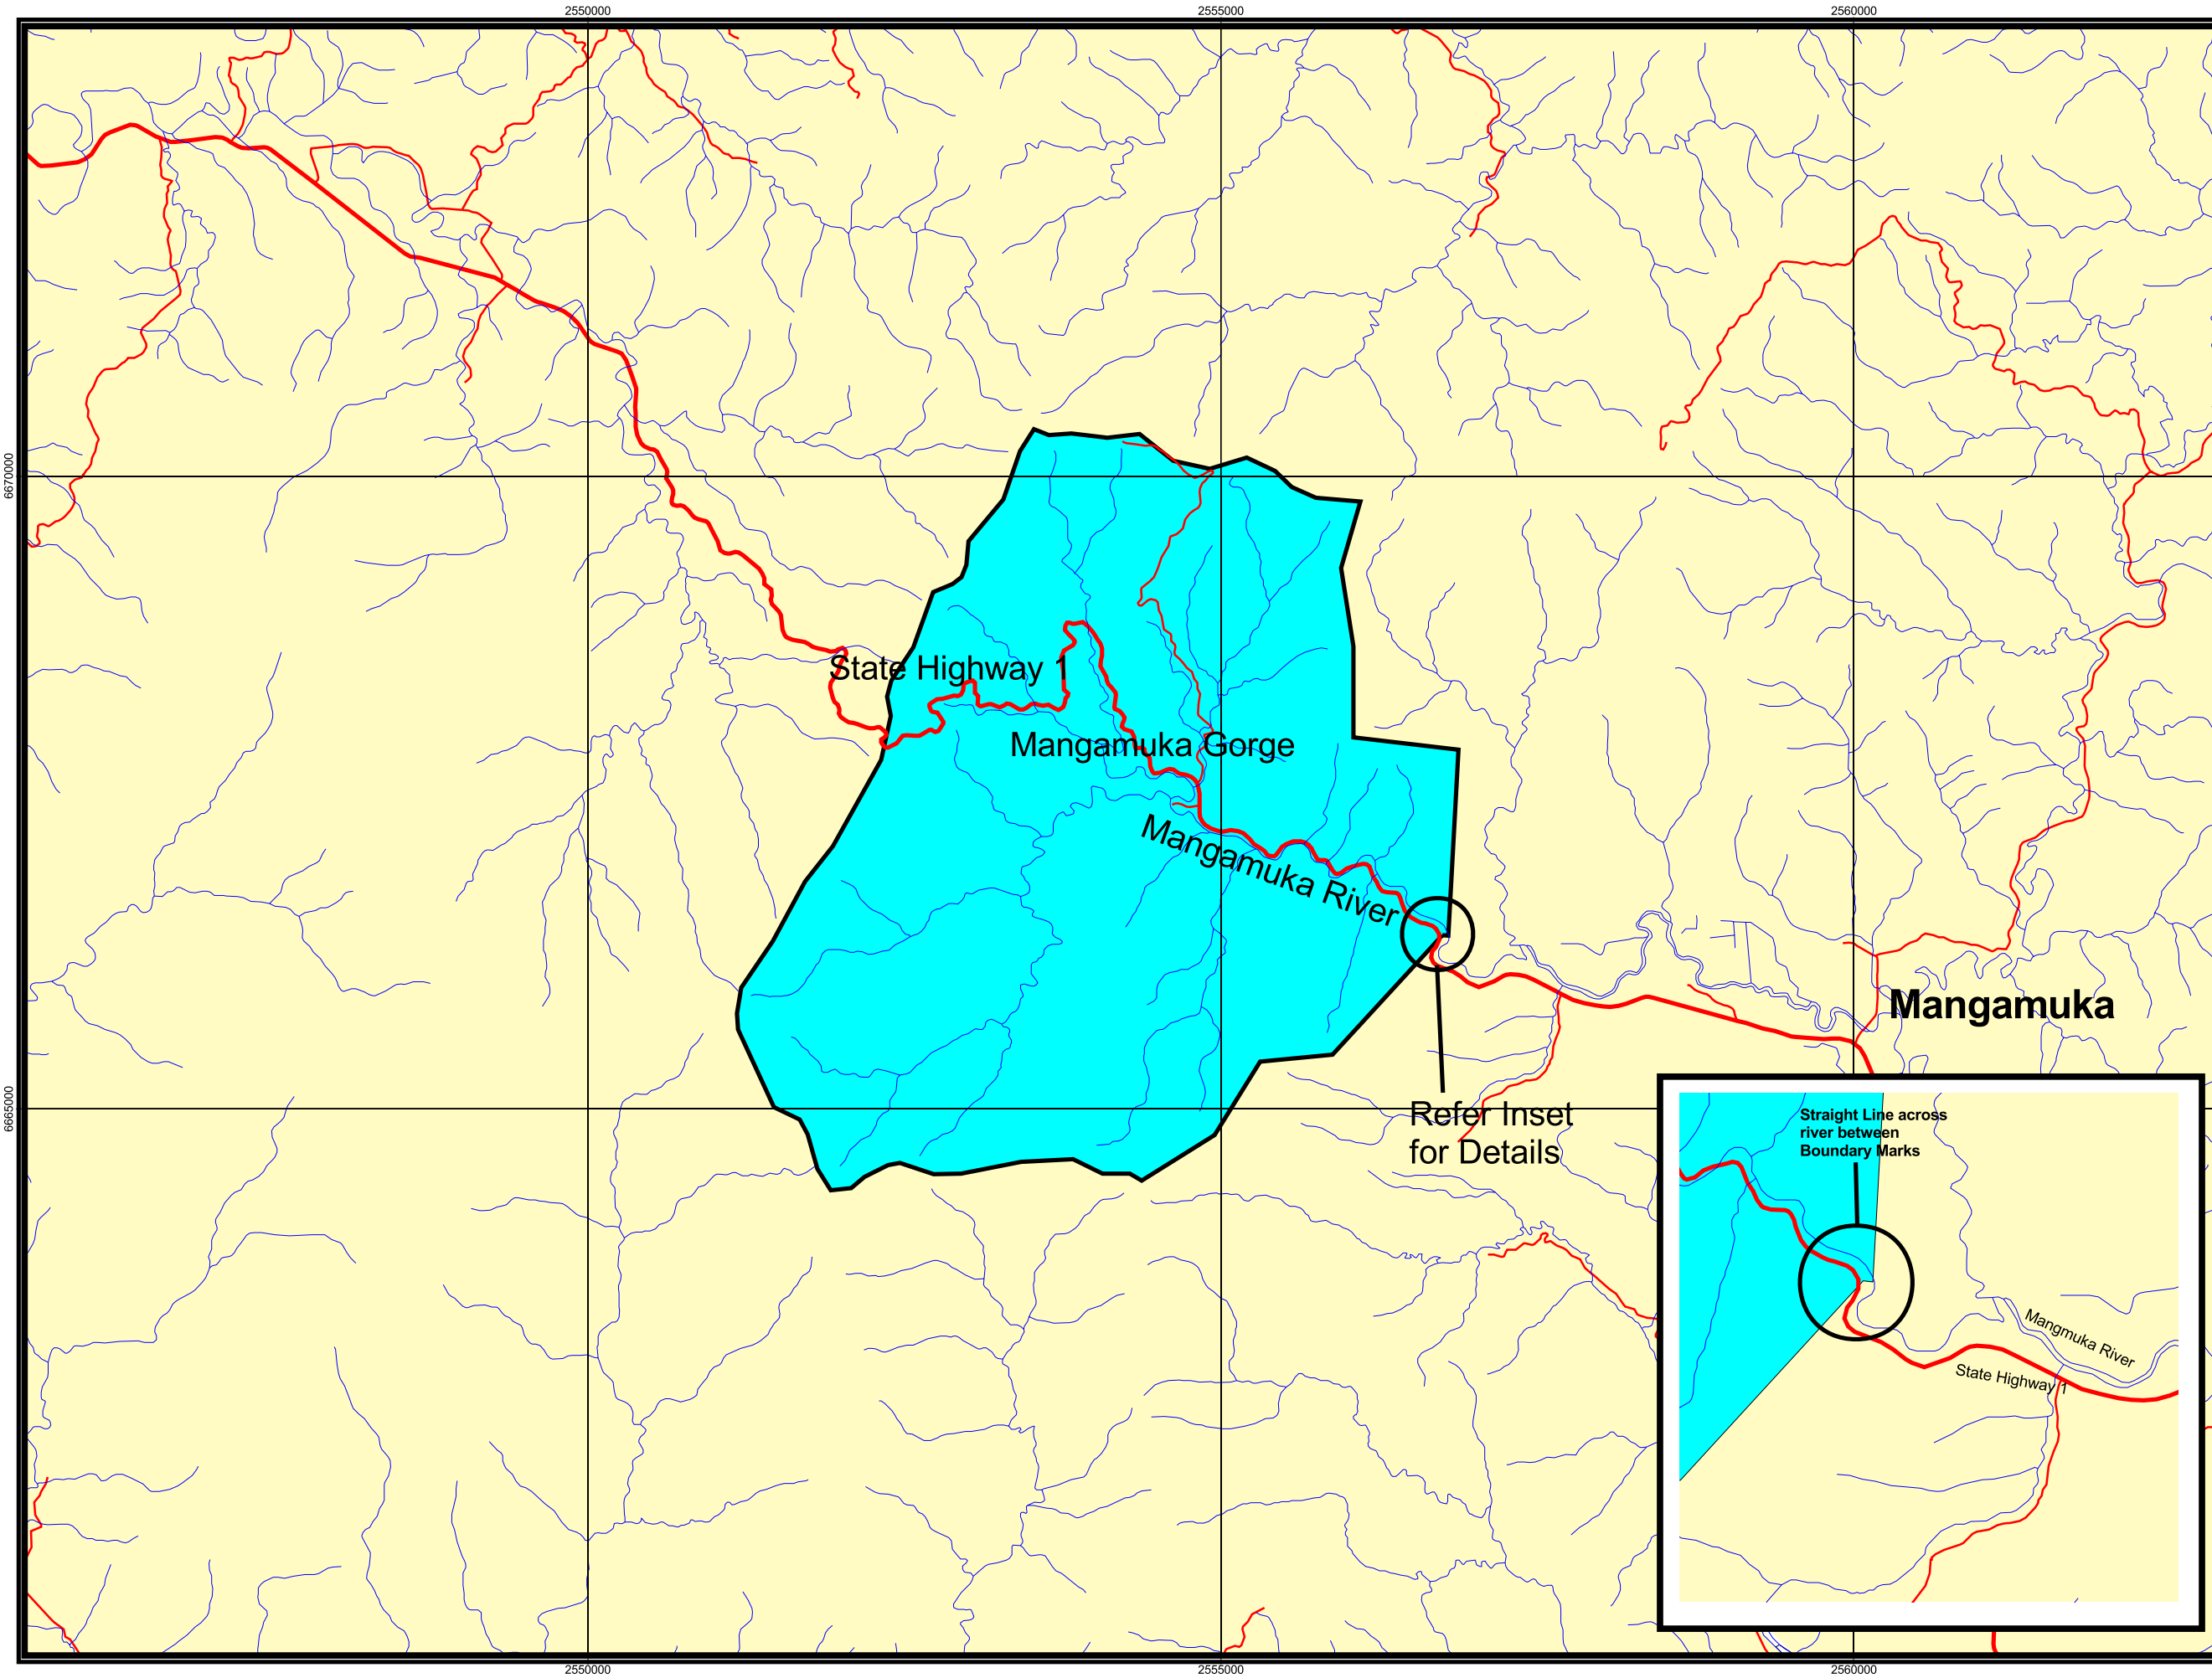 2550000
2555000
2560000
6670000
State Highway 1
Mangamuka Gorge
Mangamuka River
Mangamuka
6665000
Refer Inset
for Details
Straight Line across
river between
Boundary Marks
Mangmuka River
State Highway 1
2550000
2555000
2560000